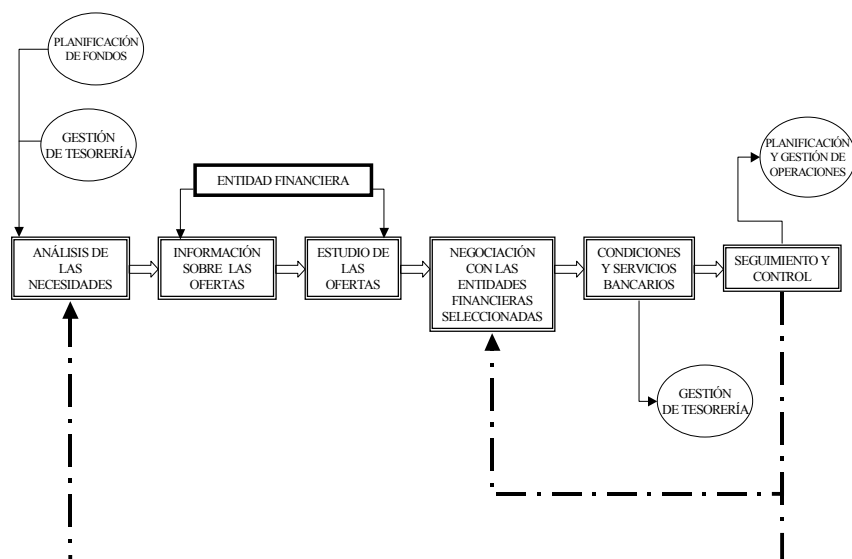 PLANIFICACIÓN
DE FONDOS
GESTIÓN
DE TESORERÍA
ENTIDAD FINANCIERA
PLANIFICACIÓN
Y GESTIÓN DE
OPERACIONES
ANÁLISIS DE
LAS
NECESIDADES
INFORMACIÓN
SOBRE LAS
OFERTAS
ESTUDIO DE
LAS
OFERTAS
NEGOCIACIÓN
CON LAS
ENTIDADES
FINANCIERAS
SELECCIONADAS
CONDICIONES
Y SERVICIOS
BANCARIOS
SEGUIMIENTO Y
CONTROL
GESTIÓN
DE TESORERÍA